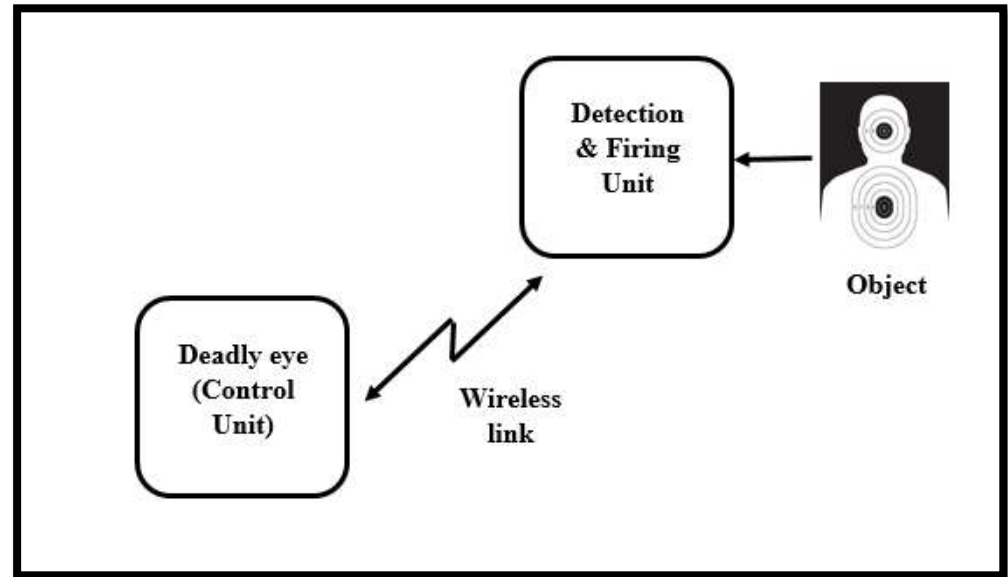 Detection
& Firing
Unit
Object
Deadly eye
(Control
Unit)
Wireless
link